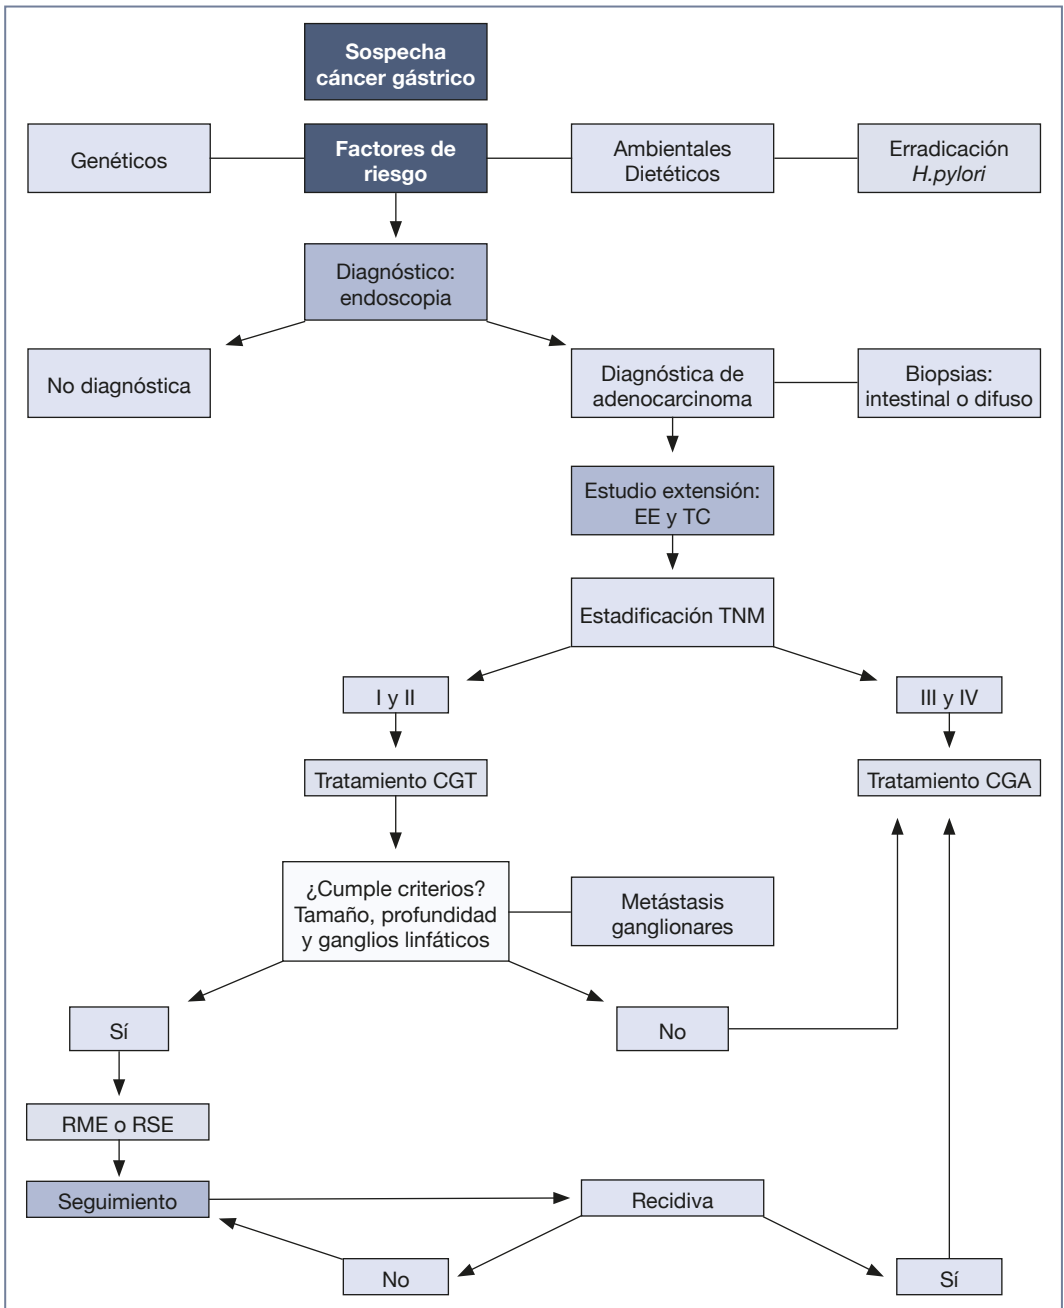 Sospecha
cáncer gástrico
Genéticos
Factores de
riesgo
Ambientales
Dietéticos
Erradicación
H.pylori
Diagnóstico:
endoscopia
No diagnóstica
Diagnóstica de
adenocarcinoma
Biopsias:
intestinal o difuso
Estudio extensión:
EE y TC
Estadificación TNM
I y II
III y IV
Tratamiento CGT
Tratamiento CGA
¿Cumple criterios?
Tamaño, profundidad
y ganglios linfáticos
Metástasis
ganglionares
Sí
No
RME o RSE
Seguimiento
Recidiva
No
Sí